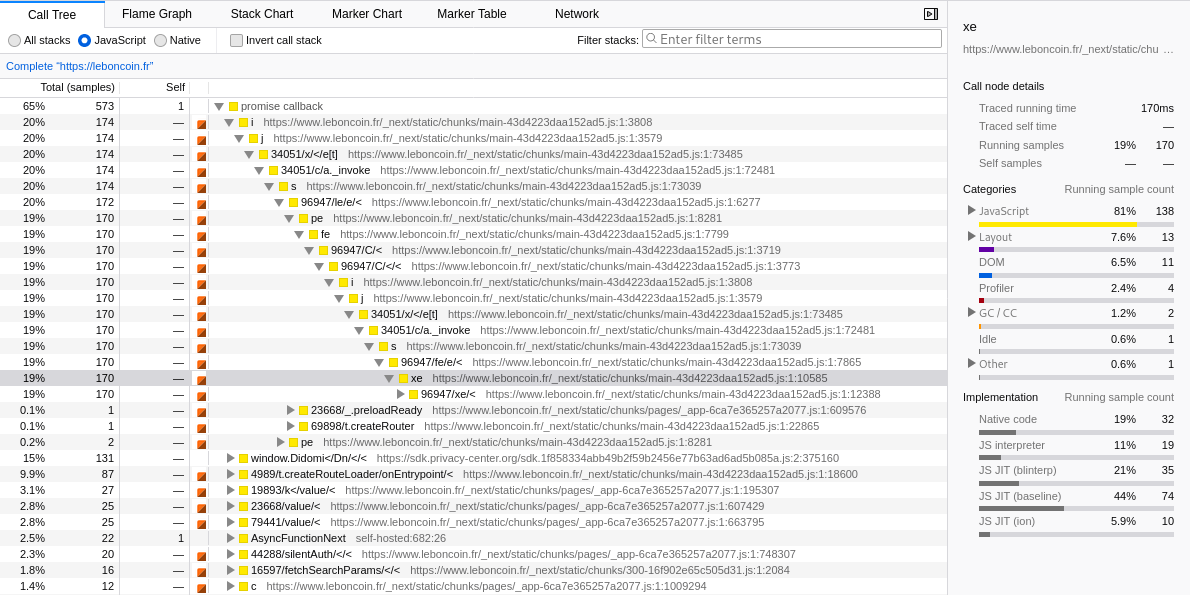 Call Tree Flame Graph Stack Chart Marker Chart Marker Table Network
All stacks JavaScript Native Invert call stack Filter stacks: Enter filter terms
Complete “https://leboncoin.fr”
Total (samples) Self
65% 573 1 promise callback
20% 174 — i https://www.leboncoin.fr/_next/static/chunks/main-43d4223daa152ad5.js:1:3808
20% 174 — j https://www.leboncoin.fr/_next/static/chunks/main-43d4223daa152ad5.js:1:3579
20% 174 — 34051/x/</e[t] https://www.leboncoin.fr/_next/static/chunks/main-43d4223daa152ad5.js:1:73485
20% 174 — 34051/c/a._invoke https://www.leboncoin.fr/_next/static/chunks/main-43d4223daa152ad5.js:1:72481
20% 174 — s https://www.leboncoin.fr/_next/static/chunks/main-43d4223daa152ad5.js:1:73039
20% 172 — 96947/le/e/< https://www.leboncoin.fr/_next/static/chunks/main-43d4223daa152ad5.js:1:6277
19% 170 — pe https://www.leboncoin.fr/_next/static/chunks/main-43d4223daa152ad5.js:1:8281
19% 170 — fe https://www.leboncoin.fr/_next/static/chunks/main-43d4223daa152ad5.js:1:7799
19% 170 — 96947/C/< https://www.leboncoin.fr/_next/static/chunks/main-43d4223daa152ad5.js:1:3719
19% 170 — 96947/C/</< https://www.leboncoin.fr/_next/static/chunks/main-43d4223daa152ad5.js:1:3773
19% 170 — i https://www.leboncoin.fr/_next/static/chunks/main-43d4223daa152ad5.js:1:3808
19% 170 — j https://www.leboncoin.fr/_next/static/chunks/main-43d4223daa152ad5.js:1:3579
19% 170 — 34051/x/</e[t] https://www.leboncoin.fr/_next/static/chunks/main-43d4223daa152ad5.js:1:73485
19% 170 — 34051/c/a._invoke https://www.leboncoin.fr/_next/static/chunks/main-43d4223daa152ad5.js:1:72481
19% 170 — s https://www.leboncoin.fr/_next/static/chunks/main-43d4223daa152ad5.js:1:73039
19% 170 — 96947/fe/e/< https://www.leboncoin.fr/_next/static/chunks/main-43d4223daa152ad5.js:1:7865
19% 170 — xe https://www.leboncoin.fr/_next/static/chunks/main-43d4223daa152ad5.js:1:10585
19% 170 — 96947/xe/< https://www.leboncoin.fr/_next/static/chunks/main-43d4223daa152ad5.js:1:12388
0.1% 1 — 23668/_.preloadReady https://www.leboncoin.fr/_next/static/chunks/pages/_app-6ca7e365257a2077.js:1:609576
0.1% 1 — 69898/t.createRouter https://www.leboncoin.fr/_next/static/chunks/main-43d4223daa152ad5.js:1:22865
0.2% 2 — pe https://www.leboncoin.fr/_next/static/chunks/main-43d4223daa152ad5.js:1:8281
15% 131 — window.Didomi</Dn/</< https://sdk.privacy-center.org/sdk.1f858334abb49b2f59b2456e77b63ad6ad5b085a.js:2:375160
9.9% 87 — 4989/t.createRouteLoader/onEntrypoint/< https://www.leboncoin.fr/_next/static/chunks/main-43d4223daa152ad5.js:1:18600
3.1% 27 — 19893/k</value/< https://www.leboncoin.fr/_next/static/chunks/pages/_app-6ca7e365257a2077.js:1:195307
2.8% 25 — 23668/value/< https://www.leboncoin.fr/_next/static/chunks/pages/_app-6ca7e365257a2077.js:1:607429
2.8% 25 — 79441/value/< https://www.leboncoin.fr/_next/static/chunks/pages/_app-6ca7e365257a2077.js:1:663795
2.5% 22 1 AsyncFunctionNext self-hosted:682:26
2.3% 20 — 44288/silentAuth/</< https://www.leboncoin.fr/_next/static/chunks/pages/_app-6ca7e365257a2077.js:1:748307
1.8% 16 — 16597/fetchSearchParams/</< https://www.leboncoin.fr/_next/static/chunks/300-16f902e65c505d31.js:1:2084
1.4% 12 — c https://www.leboncoin.fr/_next/static/chunks/pages/_app-6ca7e365257a2077.js:1:1009294
xe
https://www.leboncoin.fr/_next/static/chu …
Call node details
Traced running time 170ms
Traced self time —
Running samples 19% 170
Self samples — —
Categories Running sample count
JavaScript 81% 138
Layout 7.6% 13
DOM 6.5% 11
Profiler 2.4% 4
GC / CC 1.2% 2
Idle 0.6% 1
Other 0.6% 1
Implementation Running sample count
Native code 19% 32
JS interpreter 11% 19
JS JIT (blinterp) 21% 35
JS JIT (baseline) 44% 74
JS JIT (ion) 5.9% 10